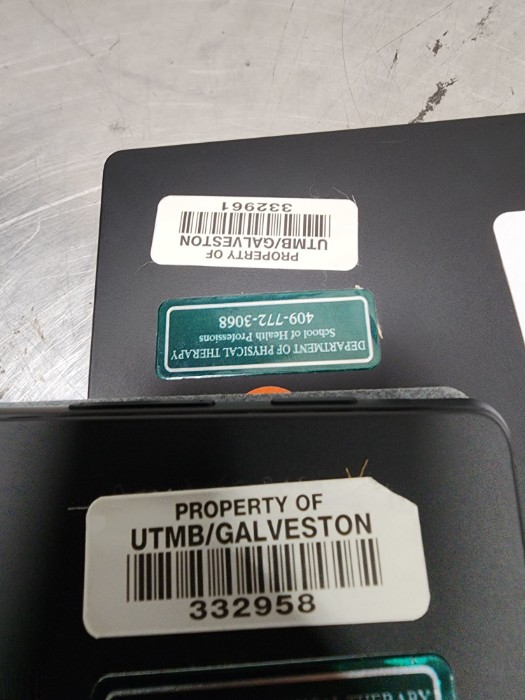 PROPERTY OF
UTMB/GALVESTON
332961
DEPARTMENT OF PHYSICAL THERAPY
School of Health Professions
409-772-3068
PROPERTY OF
UTMB/GALVESTON
332958
THERAPY